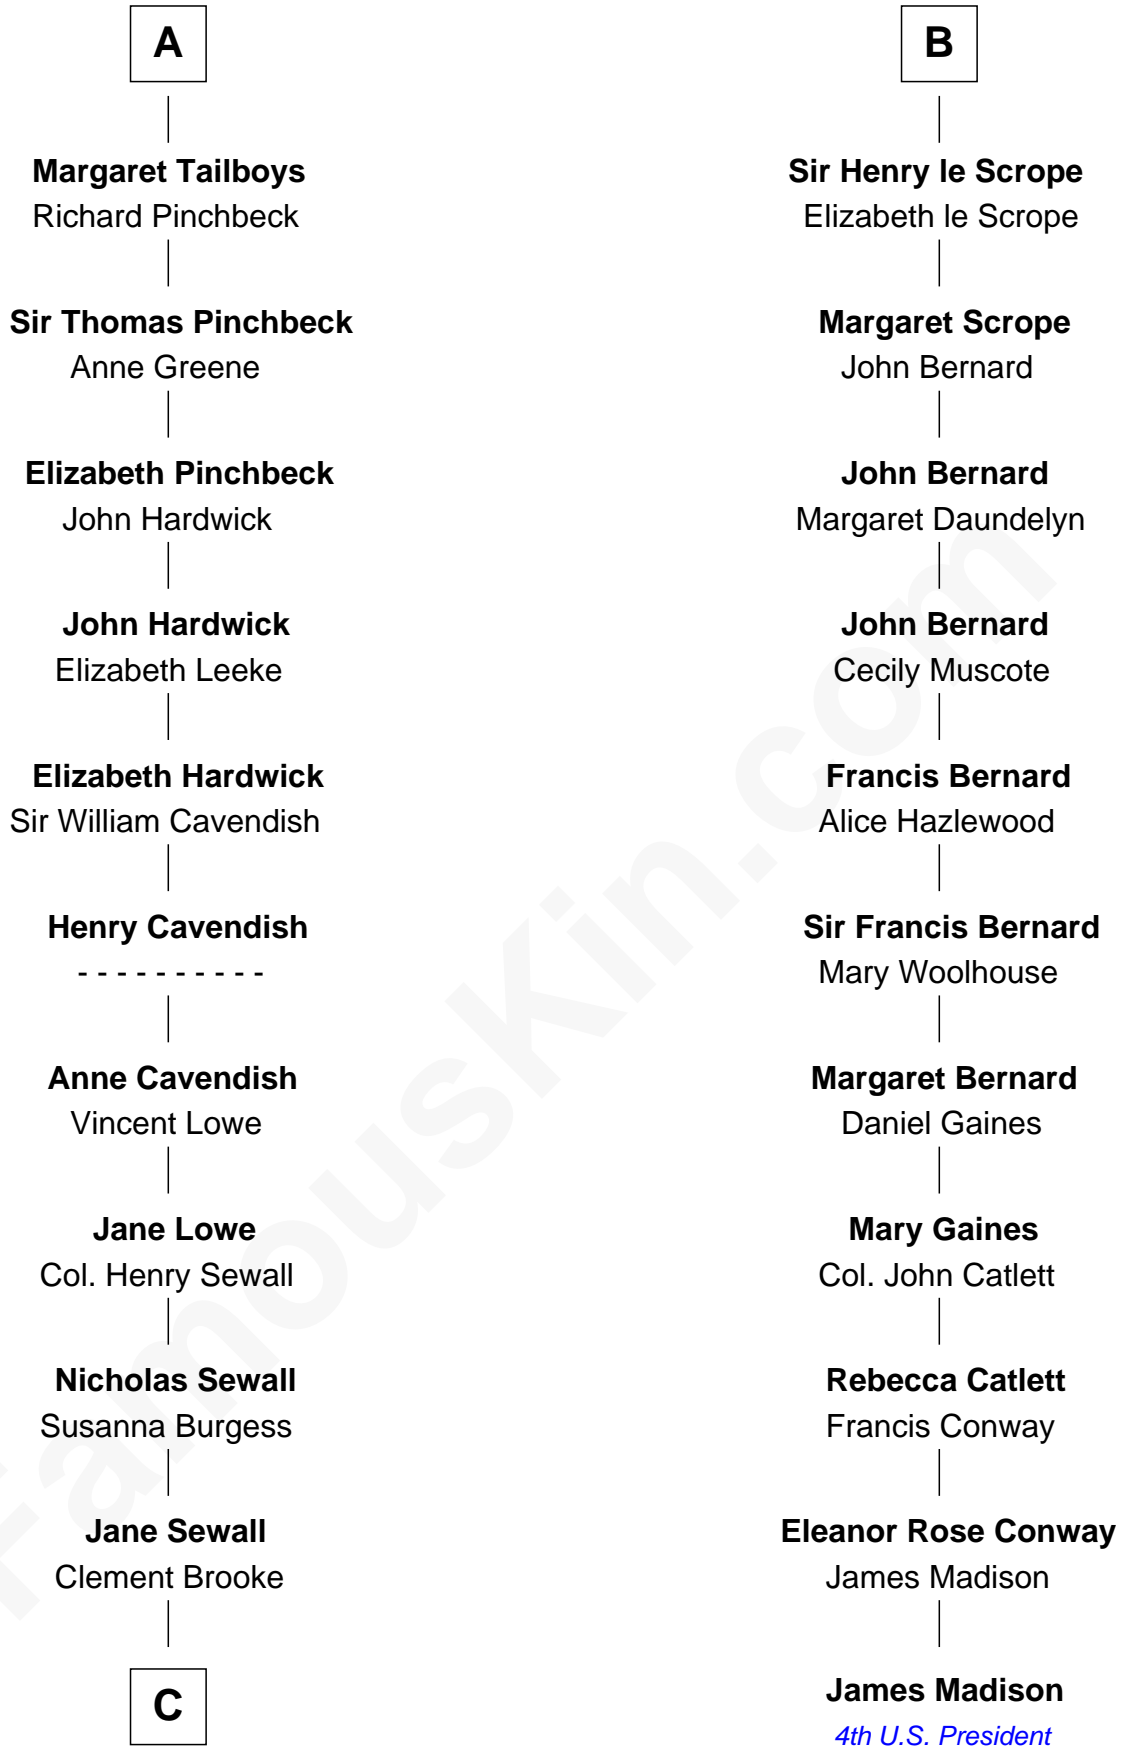 A
Margaret Tailboys
Richard Pinchbeck
Sir Thomas Pinchbeck
Anne Greene
Elizabeth Pinchbeck
John Hardwick
John Hardwick
Elizabeth Leeke
Elizabeth Hardwick
Sir William Cavendish
Henry Cavendish
- - - - - - - - - -
Anne Cavendish
Vincent Lowe
Jane Lowe
Col. Henry Sewall
Nicholas Sewall
Susanna Burgess
Jane Sewall
Clement Brooke
C
B
Sir Henry le Scrope
Elizabeth le Scrope
Margaret Scrope
John Bernard
John Bernard
Margaret Daundelyn
John Bernard
Cecily Muscote
Francis Bernard
Alice Hazlewood
Sir Francis Bernard
Mary Woolhouse
Margaret Bernard
Daniel Gaines
Mary Gaines
Col. John Catlett
Rebecca Catlett
Francis Conway
Eleanor Rose Conway
James Madison
James Madison
4th U.S. President
FamousKin.com